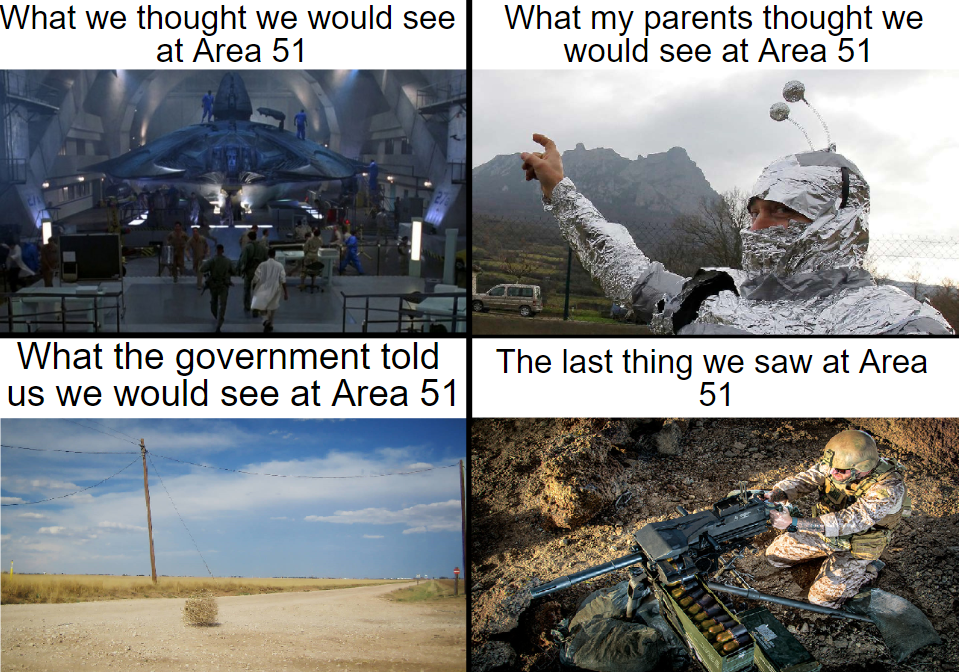 What we thought we would see
at Area 51
What my parents thought we
would see at Area 51
What the government told
us we would see at Area 51
The last thing we saw at Area
51